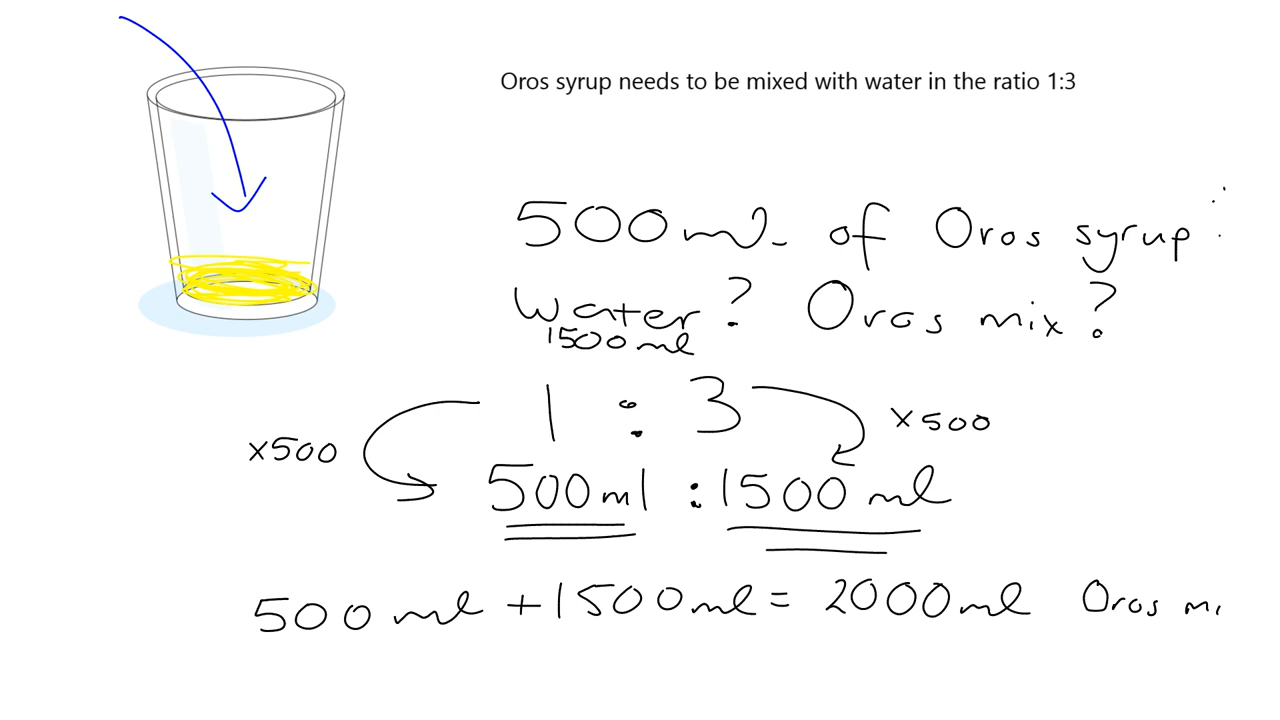 Oros syrup needs to be mixed with water in the ratio 1:3
500ml of Oros syrup
Water? Oros mix?
1500ml
1 : 3
x500
x500
500ml : 1500ml
500ml + 1500ml = 2000ml Oros